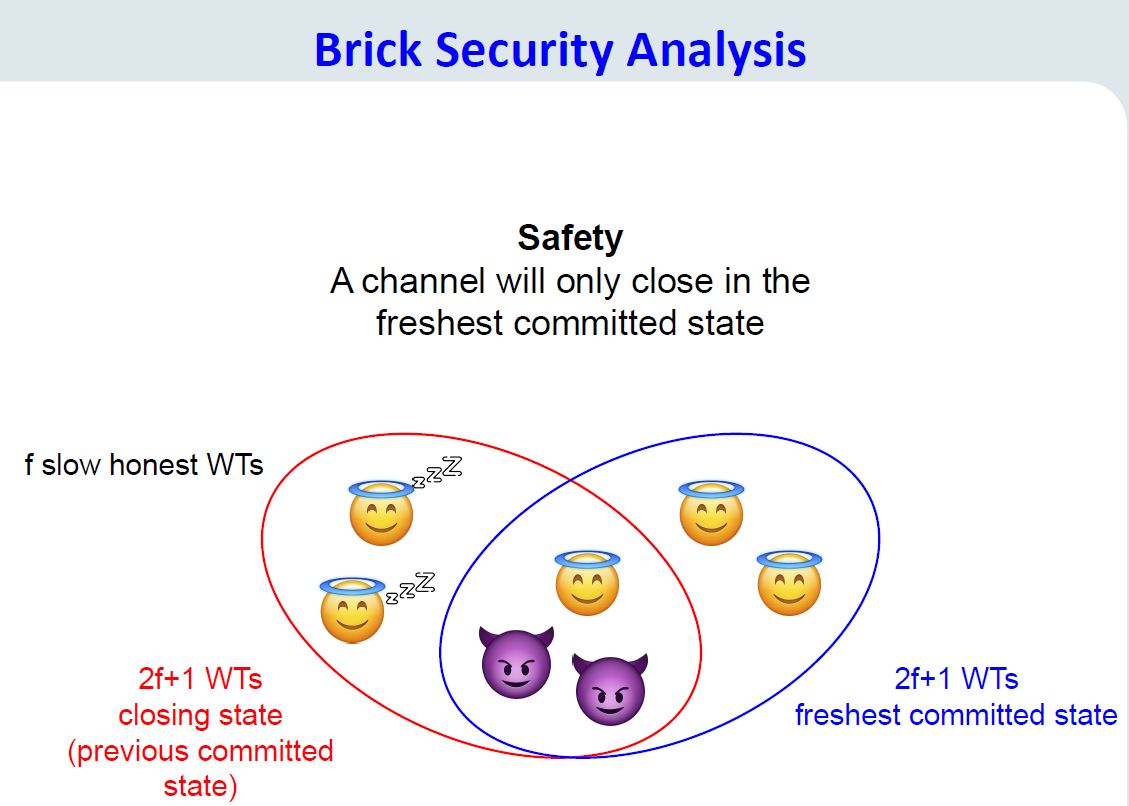 Brick Security Analysis
Safety
A channel will only close in the
freshest committed state
f slow honest WTs
zzZ
zzZ
2f+1 WTs
closing state
(previous committed
state)
2f+1 WTs
freshest committed state